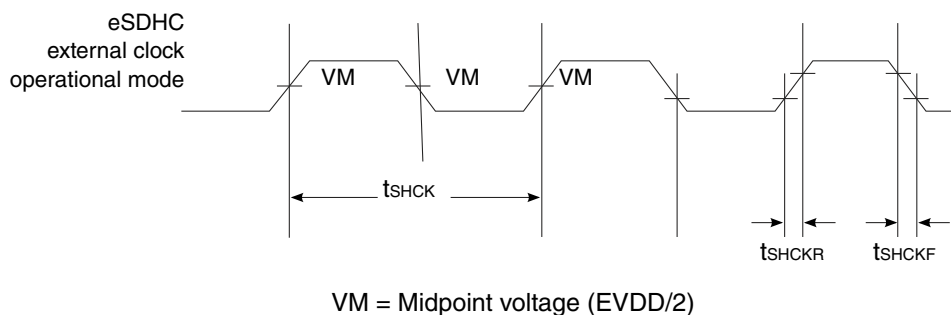 eSDHC
external clock
operational mode
VM VM VM
tSHCK
tSHCKR tSHCKF
VM = Midpoint voltage (EVDD/2)